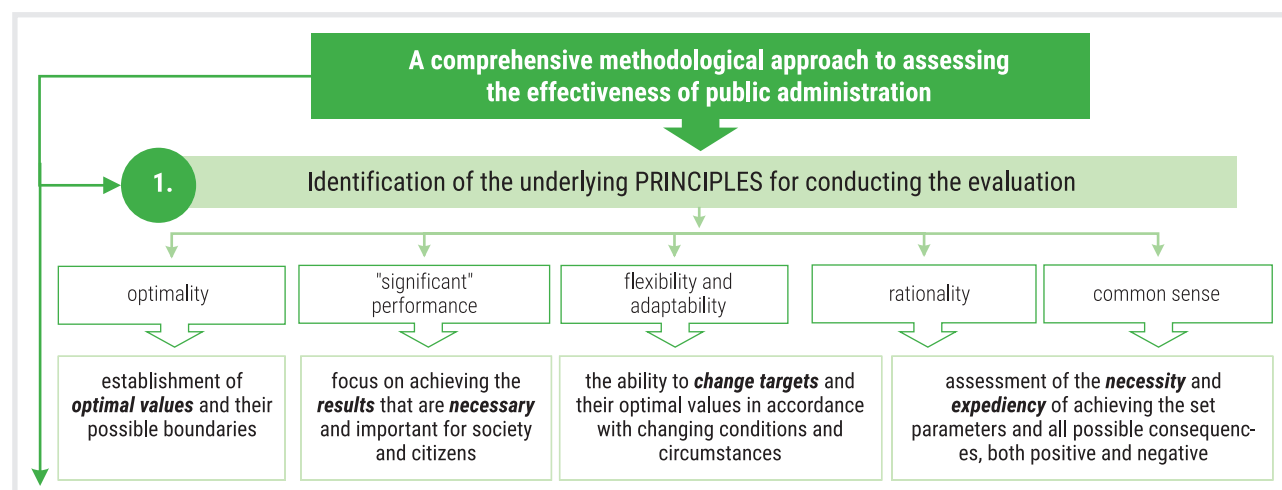 A comprehensive methodological approach to assessing
the effectiveness of public administration
1.
Identification of the underlying PRINCIPLES for conducting the evaluation
optimality
"significant"
performance
flexibility and
adaptability
rationality
common sense
establishment of
optimal values and their
possible boundaries
focus on achieving the
results that are necessary
and important for society
and citizens
the ability to change targets and
their optimal values in accordance
with changing conditions and
circumstances
assessment of the necessity and
expediency of achieving the set
parameters and all possible consequenc-
es, both positive and negative